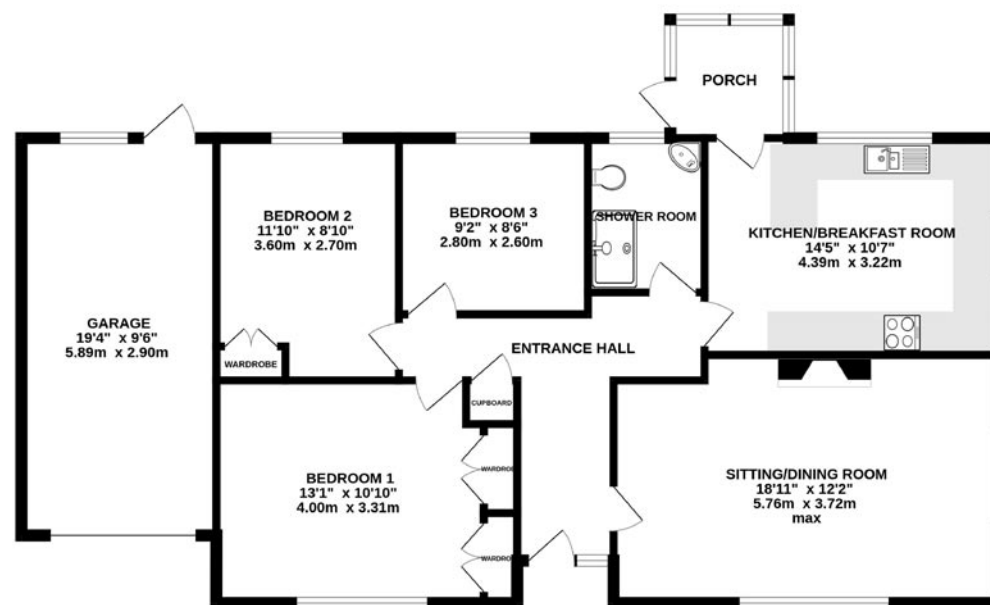 PORCH
BEDROOM 2
11'10" x 8'10"
3.60m x 2.70m
BEDROOM 3
9'2" x 8'6"
2.80m x 2.60m
SHOWER ROOM
KITCHEN/BREAKFAST ROOM
14'5" x 10'7"
4.39m x 3.22m
GARAGE
19'4" x 9'6"
5.89m x 2.90m
WARDROBE
ENTRANCE HALL
CUPBOARD
BEDROOM 1
13'1" x 10'10"
4.00m x 3.31m
WARDROBE
WARDROBE
SITTING/DINING ROOM
18'11" x 12'2"
5.76m x 3.72m
max